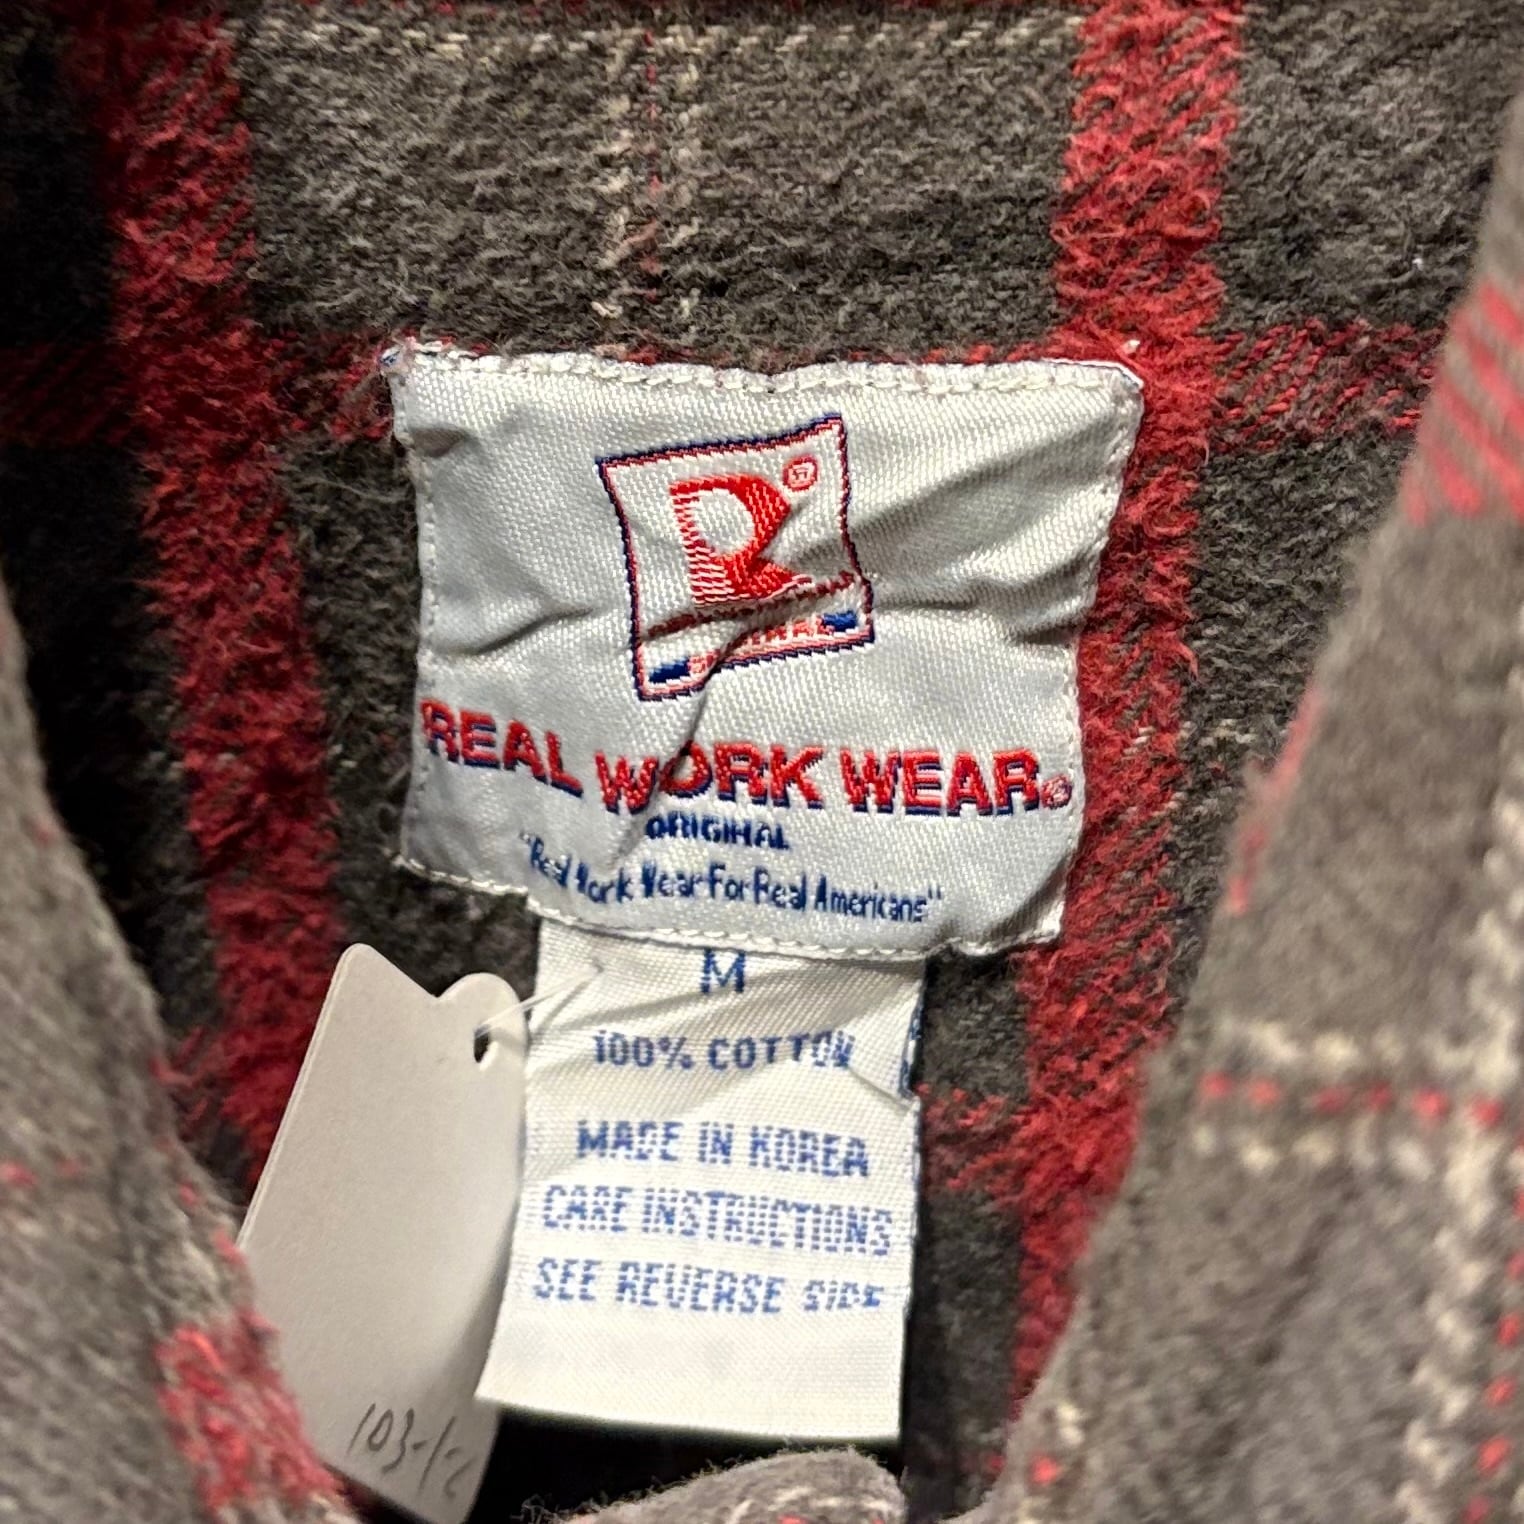 R®
ORIGINAL
REAL WORK WEAR®
ORIGINAL
"Real Work Wear For Real Americans"
M
100% COTTON
MADE IN KOREA
CARE INSTRUCTIONS
SEE REVERSE SIDE